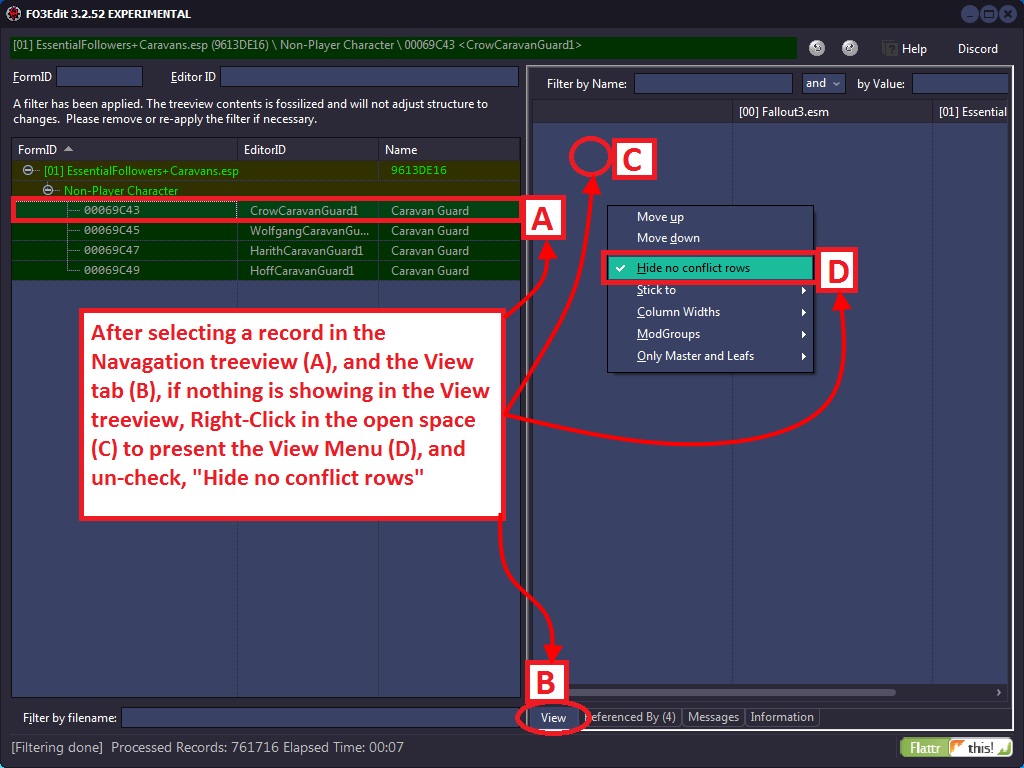 FO3Edit 3.2.52 EXPERIMENTAL
[01] EssentialFollowers+Caravans.esp (9613DE16) \ Non-Player Character \ 00069C43 <CrowCaravanGuard1>
Help
Discord
FormID
Editor ID
A filter has been applied. The treeview contents is fossilized and will not adjust structure to
changes. Please remove or re-apply the filter if necessary.
FormID EditorID Name
[01] EssentialFollowers+Caravans.esp 9613DE16
Non-Player Character
00069C43 CrowCaravanGuard1 Caravan Guard
00069C45 WolfgangCaravanGu... Caravan Guard
00069C47 HarithCaravanGuard1 Caravan Guard
00069C49 HoffCaravanGuard1 Caravan Guard
A
After selecting a record in the
Navagation treeview (A), and the View
tab (B), if nothing is showing in the View
treeview, Right-Click in the open space
(C) to present the View Menu (D), and
un-check, "Hide no conflict rows"
Filter by filename:
Filter by Name: and by Value:
[00] Fallout3.esm [01] Essential
C
Move up
Move down
Hide no conflict rows
D
Stick to
Column Widths
ModGroups
Only Master and Leafs
B
View Referenced By (4) Messages Information
[Filtering done] Processed Records: 761716 Elapsed Time: 00:07
Flattr this!